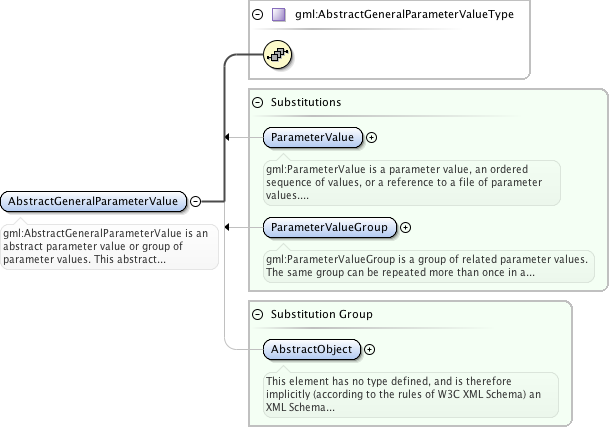 gml:AbstractGeneralParameterValueType
Substitutions
ParameterValue
gml:ParameterValue is a parameter value, an ordered
sequence of values, or a reference to a file of parameter
values....
AbstractGeneralParameterValue
gml:AbstractGeneralParameterValue is an
abstract parameter value or group of
parameter values. This abstract...
ParameterValueGroup
gml:ParameterValueGroup is a group of related parameter values.
The same group can be repeated more than once in a...
Substitution Group
AbstractObject
This element has no type defined, and is therefore
implicitly (according to the rules of W3C XML Schema) an
XML Schema...